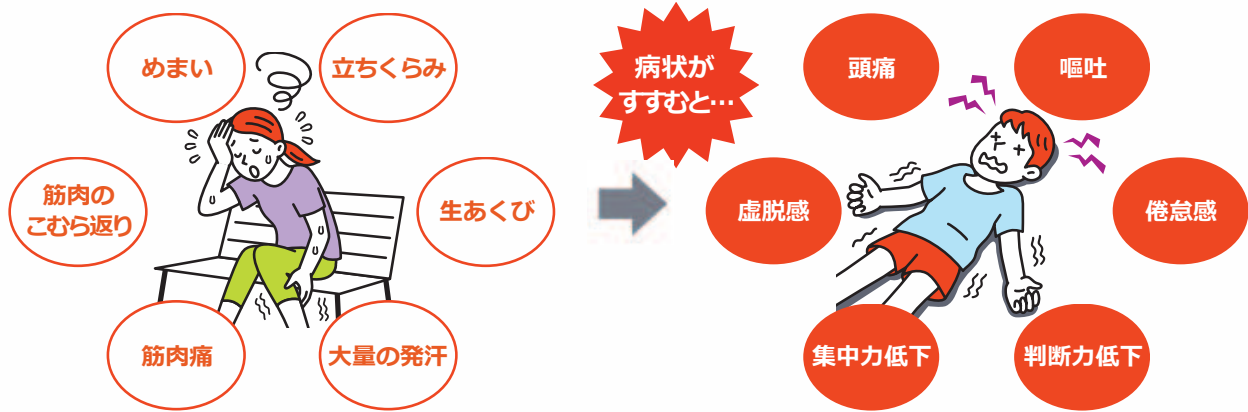 めまい
立ちくらみ
筋肉の
こむら返り
生あくび
筋肉痛
大量の発汗
病状が
すすむと…
頭痛
嘔吐
虚脱感
倦怠感
集中力低下
判断力低下